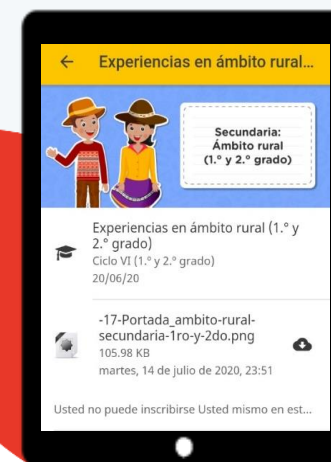 Experiencias en ámbito rural...
Secundaria:
Ámbito rural
(1.° y 2.° grado)
Experiencias en ámbito rural (1.° y
2.° grado)
Ciclo VI (1.° y 2.° grado)
20/06/20
-17-Portada_ambito-rural-
secundaria-1ro-y-2do.png
105.98 KB
martes, 14 de julio de 2020, 23:51
Usted no puede inscribirse Usted mismo en est...